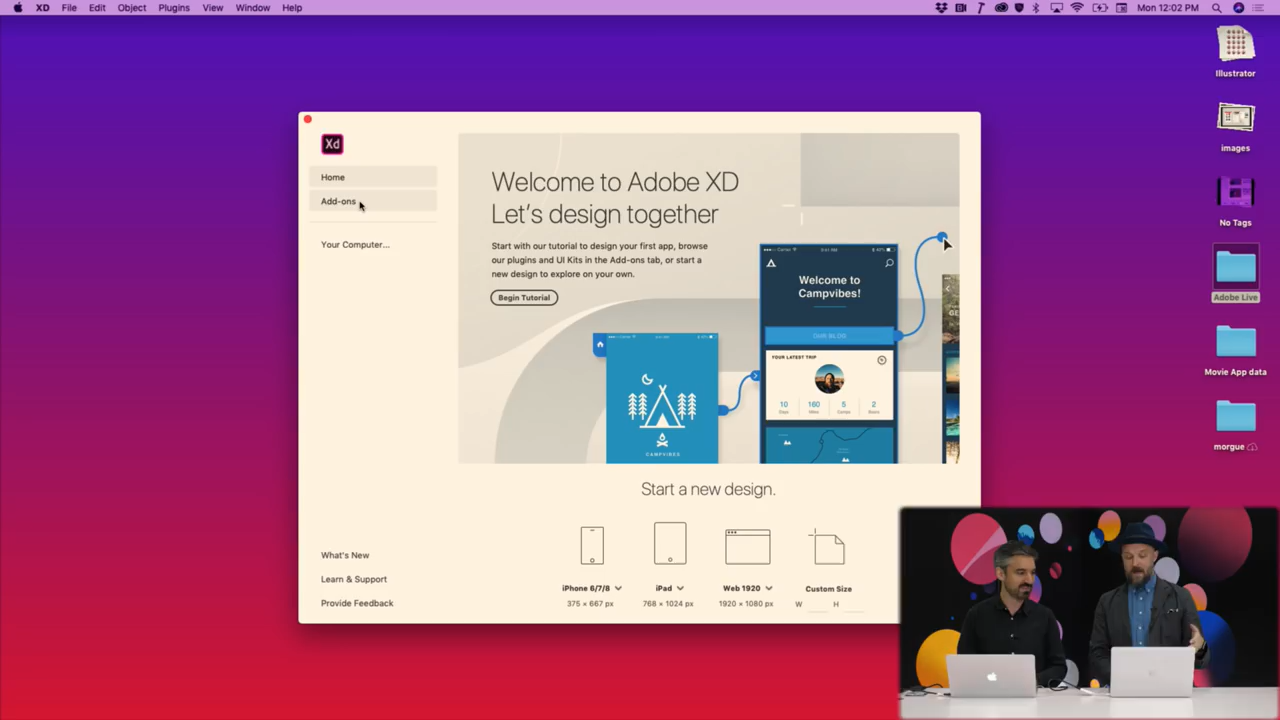 XD File Edit Object Plugins View Window Help
Mon 12:02 PM
Illustrator
images
No Tags
Adobe Live
Movie App data
morgue
Xd
Home
Add-ons
Your Computer...
What's New
Learn & Support
Provide Feedback
Welcome to Adobe XD
Let's design together
Start with our tutorial to design your first app, browse
our plugins and UI Kits in the Add-ons tab, or start a
new design to explore on your own.
Begin Tutorial
CAMPVIBES
Welcome to
Campvibes!
OUR BLOG
YOUR LATEST TRIP
10 160 5 2
Days Miles Camps
Start a new design.
iPhone 6/7/8
375 × 667 px
iPad
768 × 1024 px
Web 1920
1920 × 1080 px
Custom Size
W H